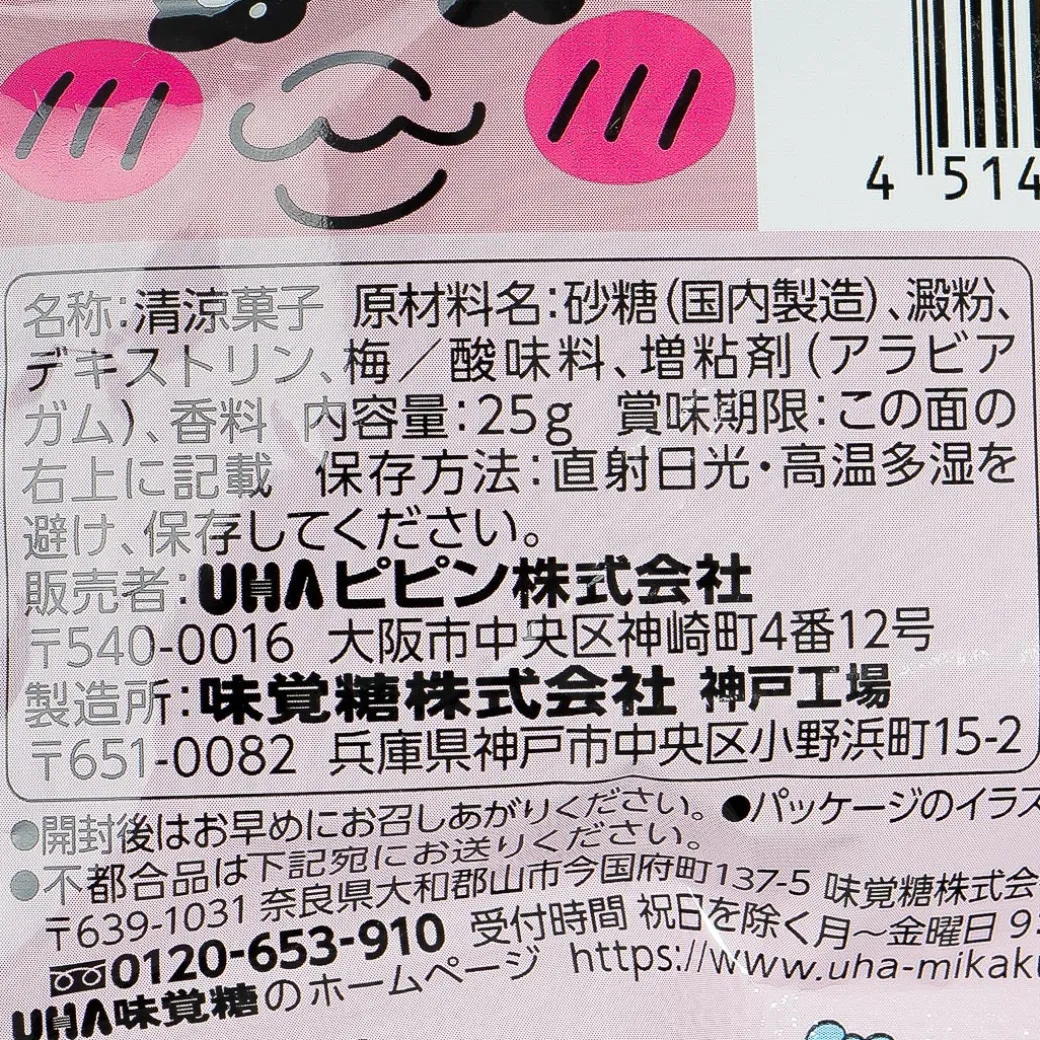 4 514
名称:清涼菓子 原材料名:砂糖(国内製造)、澱粉、
デキストリン、梅/酸味料、増粘剤(アラビア
ガム)、香料 内容量:25g 賞味期限:この面の
右上に記載 保存方法:直射日光・高温多湿を
避け、保存してください。
販売者:UHAピピン株式会社
〒540-0016 大阪市中央区神崎町4番12号
製造所:味覚糖株式会社 神戸工場
〒651-0082 兵庫県神戸市中央区小野浜町15-2
●開封後はお早めにお召しあがりください。●パッケージのイラス
●不都合品は下記宛にお送りください。
〒639-1031 奈良県大和郡山市今国府町137-5 味覚糖株式会
0120-653-910 受付時間 祝日を除く月〜金曜日 9:
UHA味覚糖のホームページ https://www.uha-mikaku